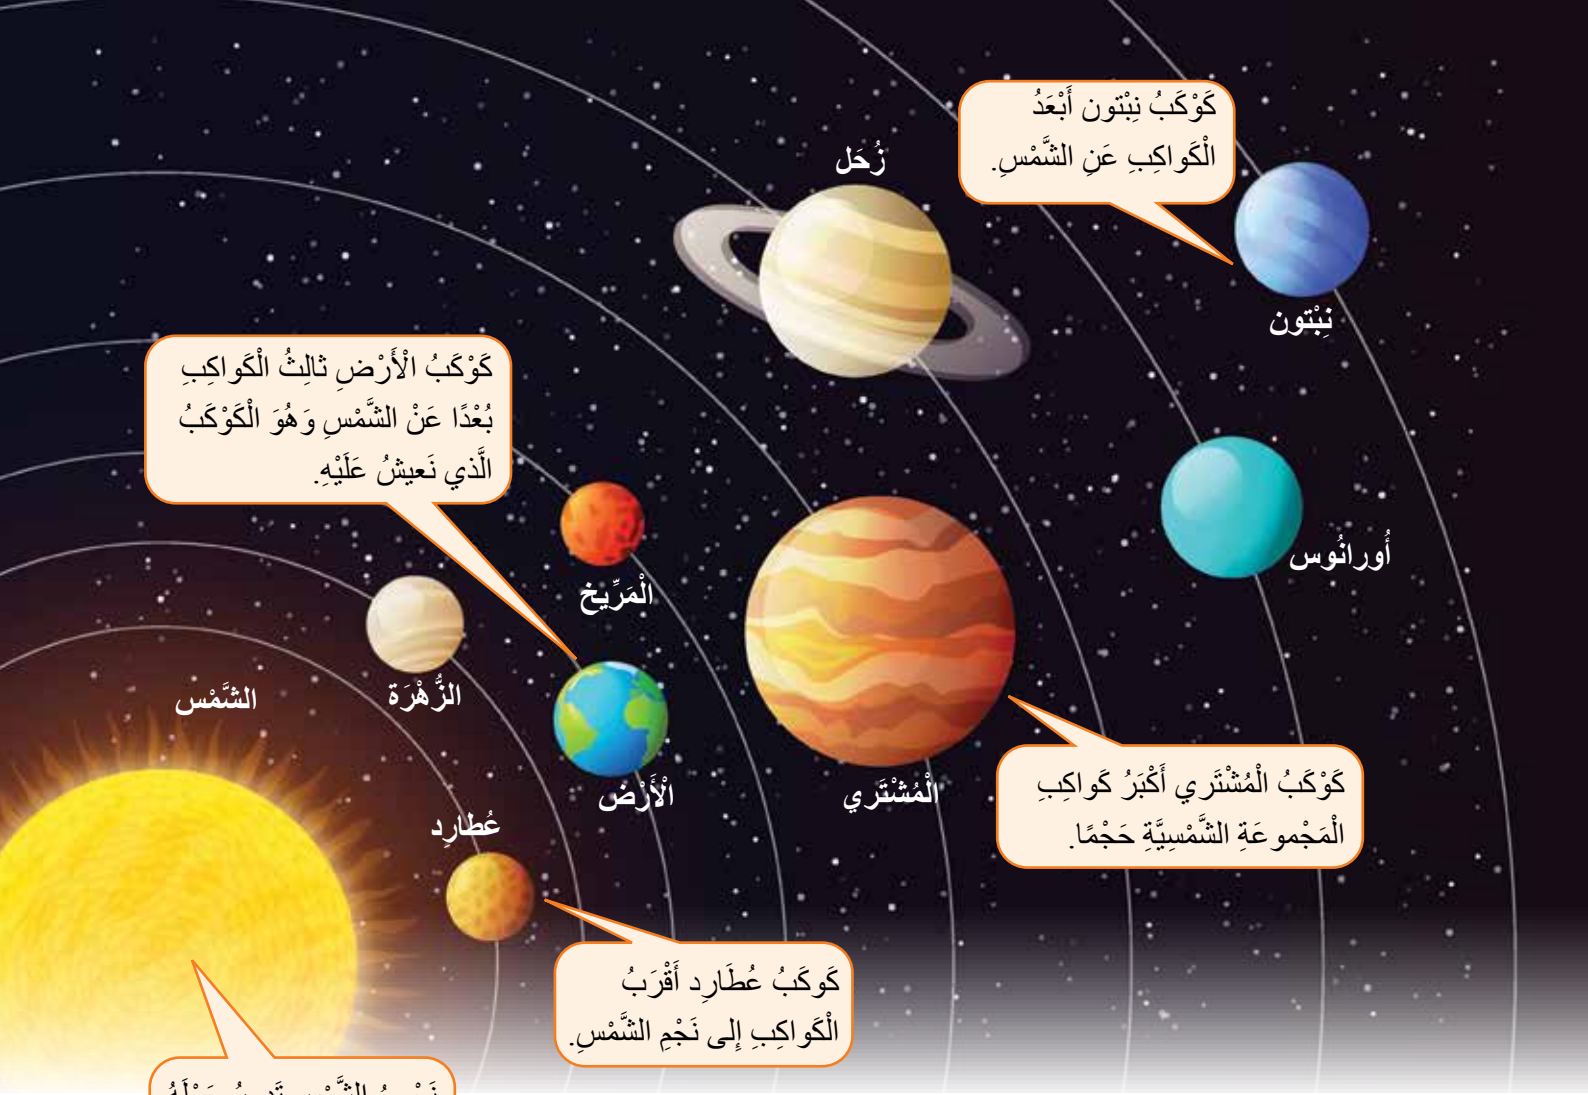 كَوْكَبُ نِبْتون أَبْعَدُ
الْكَواكِبِ عَنِ الشَّمْسِ.
زُحَل
نِبْتون
كَوْكَبُ الْأَرْضِ ثالِثُ الْكَواكِبِ
بُعْدًا عَنْ الشَّمْسِ وَهُوَ الْكَوْكَبُ
الَّذي نَعيشُ عَلَيْهِ.
أُورانُوس
الْمَرِّيخ
الزُّهْرَة
الشَّمْس
الْأَرْض
الْمُشْتَري
كَوْكَبُ الْمُشْتَري أَكْبَرُ كَواكِبِ
الْمَجْموعَةِ الشَّمْسِيَّةِ حَجْمًا.
عُطارِد
كَوكَبُ عُطَارِد أَقْرَبُ
الْكَواكِبِ إِلى نَجْمِ الشَّمْسِ.